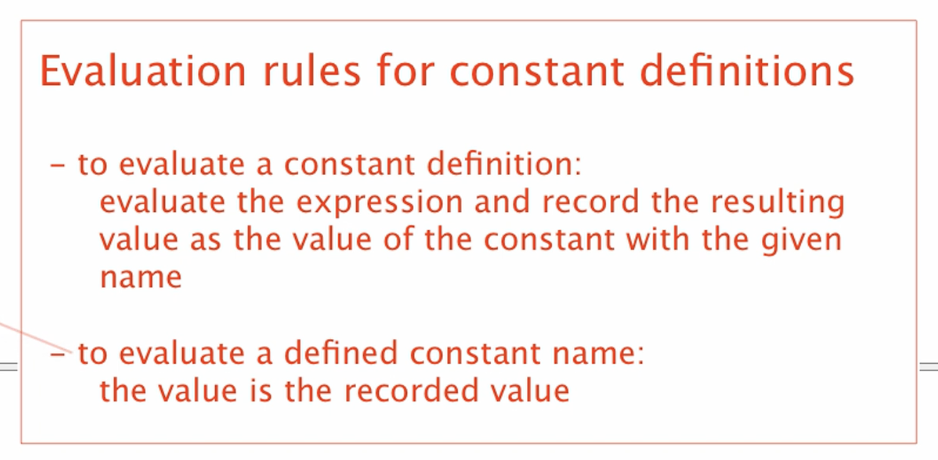 Evaluation rules for constant definitions
– to evaluate a constant definition:
evaluate the expression and record the resulting
value as the value of the constant with the given
name
– to evaluate a defined constant name:
the value is the recorded value